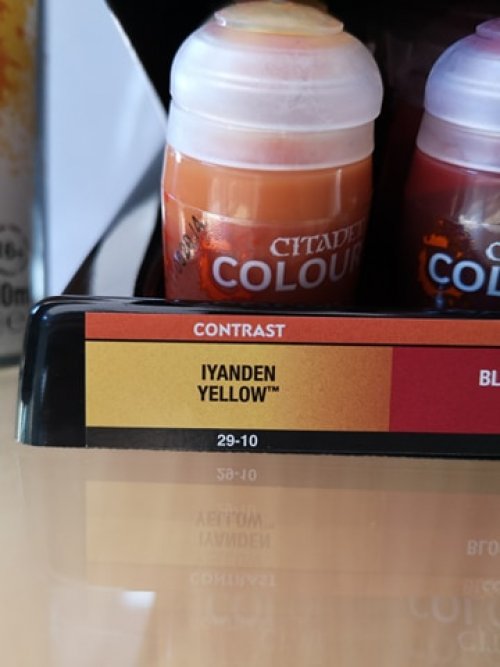 CITADEL
COLOUR
COL
CONTRAST
IYANDEN
YELLOW™
BL
29-10